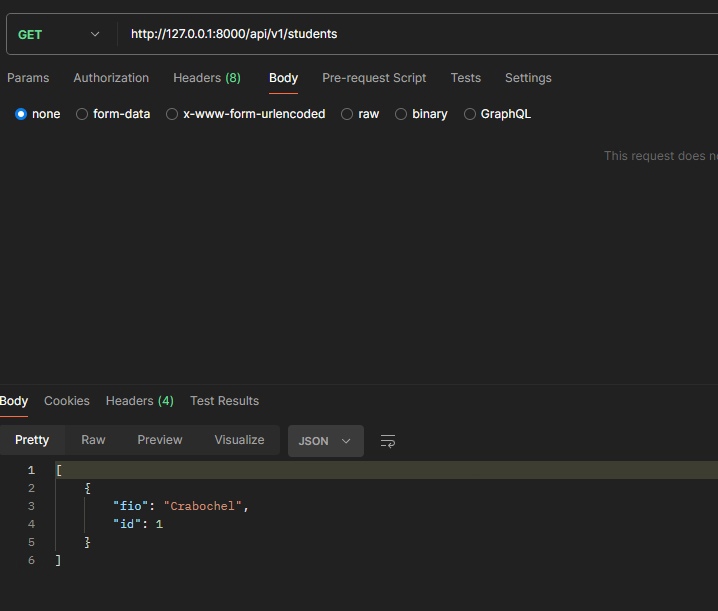 GET http://127.0.0.1:8000/api/v1/students
Params Authorization Headers (8) Body Pre-request Script Tests Settings
none form-data x-www-form-urlencoded raw binary GraphQL
This request does
Body Cookies Headers (4) Test Results
Pretty Raw Preview Visualize JSON
1 [
2 {
3 "fio": "Crabochel",
4 "id": 1
5 }
6 ]